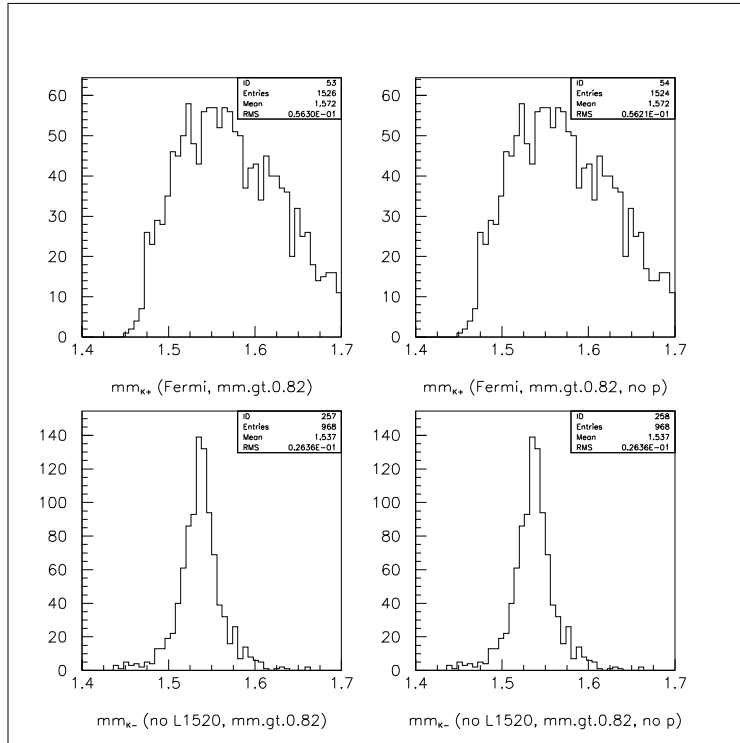 ID 53
Entries 1526
Mean 1.572
RMS 0.5630E-01
60
50
40
30
20
10
0
1.4 1.5 1.6 1.7
mmK+ (Fermi, mm.gt.0.82)
ID 54
Entries 1524
Mean 1.572
RMS 0.5621E-01
60
50
40
30
20
10
0
1.4 1.5 1.6 1.7
mmK+ (Fermi, mm.gt.0.82, no p)
ID 257
Entries 968
Mean 1.537
RMS 0.2636E-01
140
120
100
80
60
40
20
0
1.4 1.5 1.6 1.7
mmK- (no L1520, mm.gt.0.82)
ID 258
Entries 968
Mean 1.537
RMS 0.2636E-01
140
120
100
80
60
40
20
0
1.4 1.5 1.6 1.7
mmK- (no L1520, mm.gt.0.82, no p)